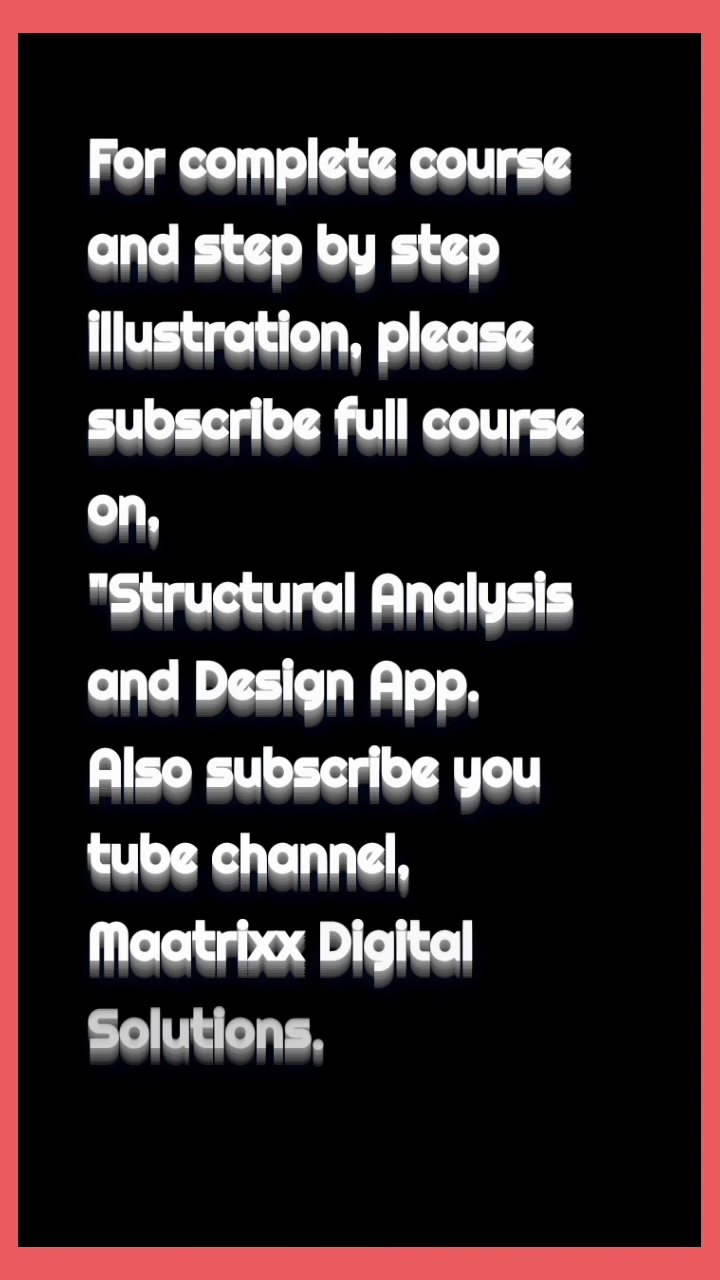 For complete course
and step by step
illustration, please
subscribe full course
on,
"Structural Analysis
and Design App.
Also subscribe you
tube channel,
Maatrixx Digital
Solutions.